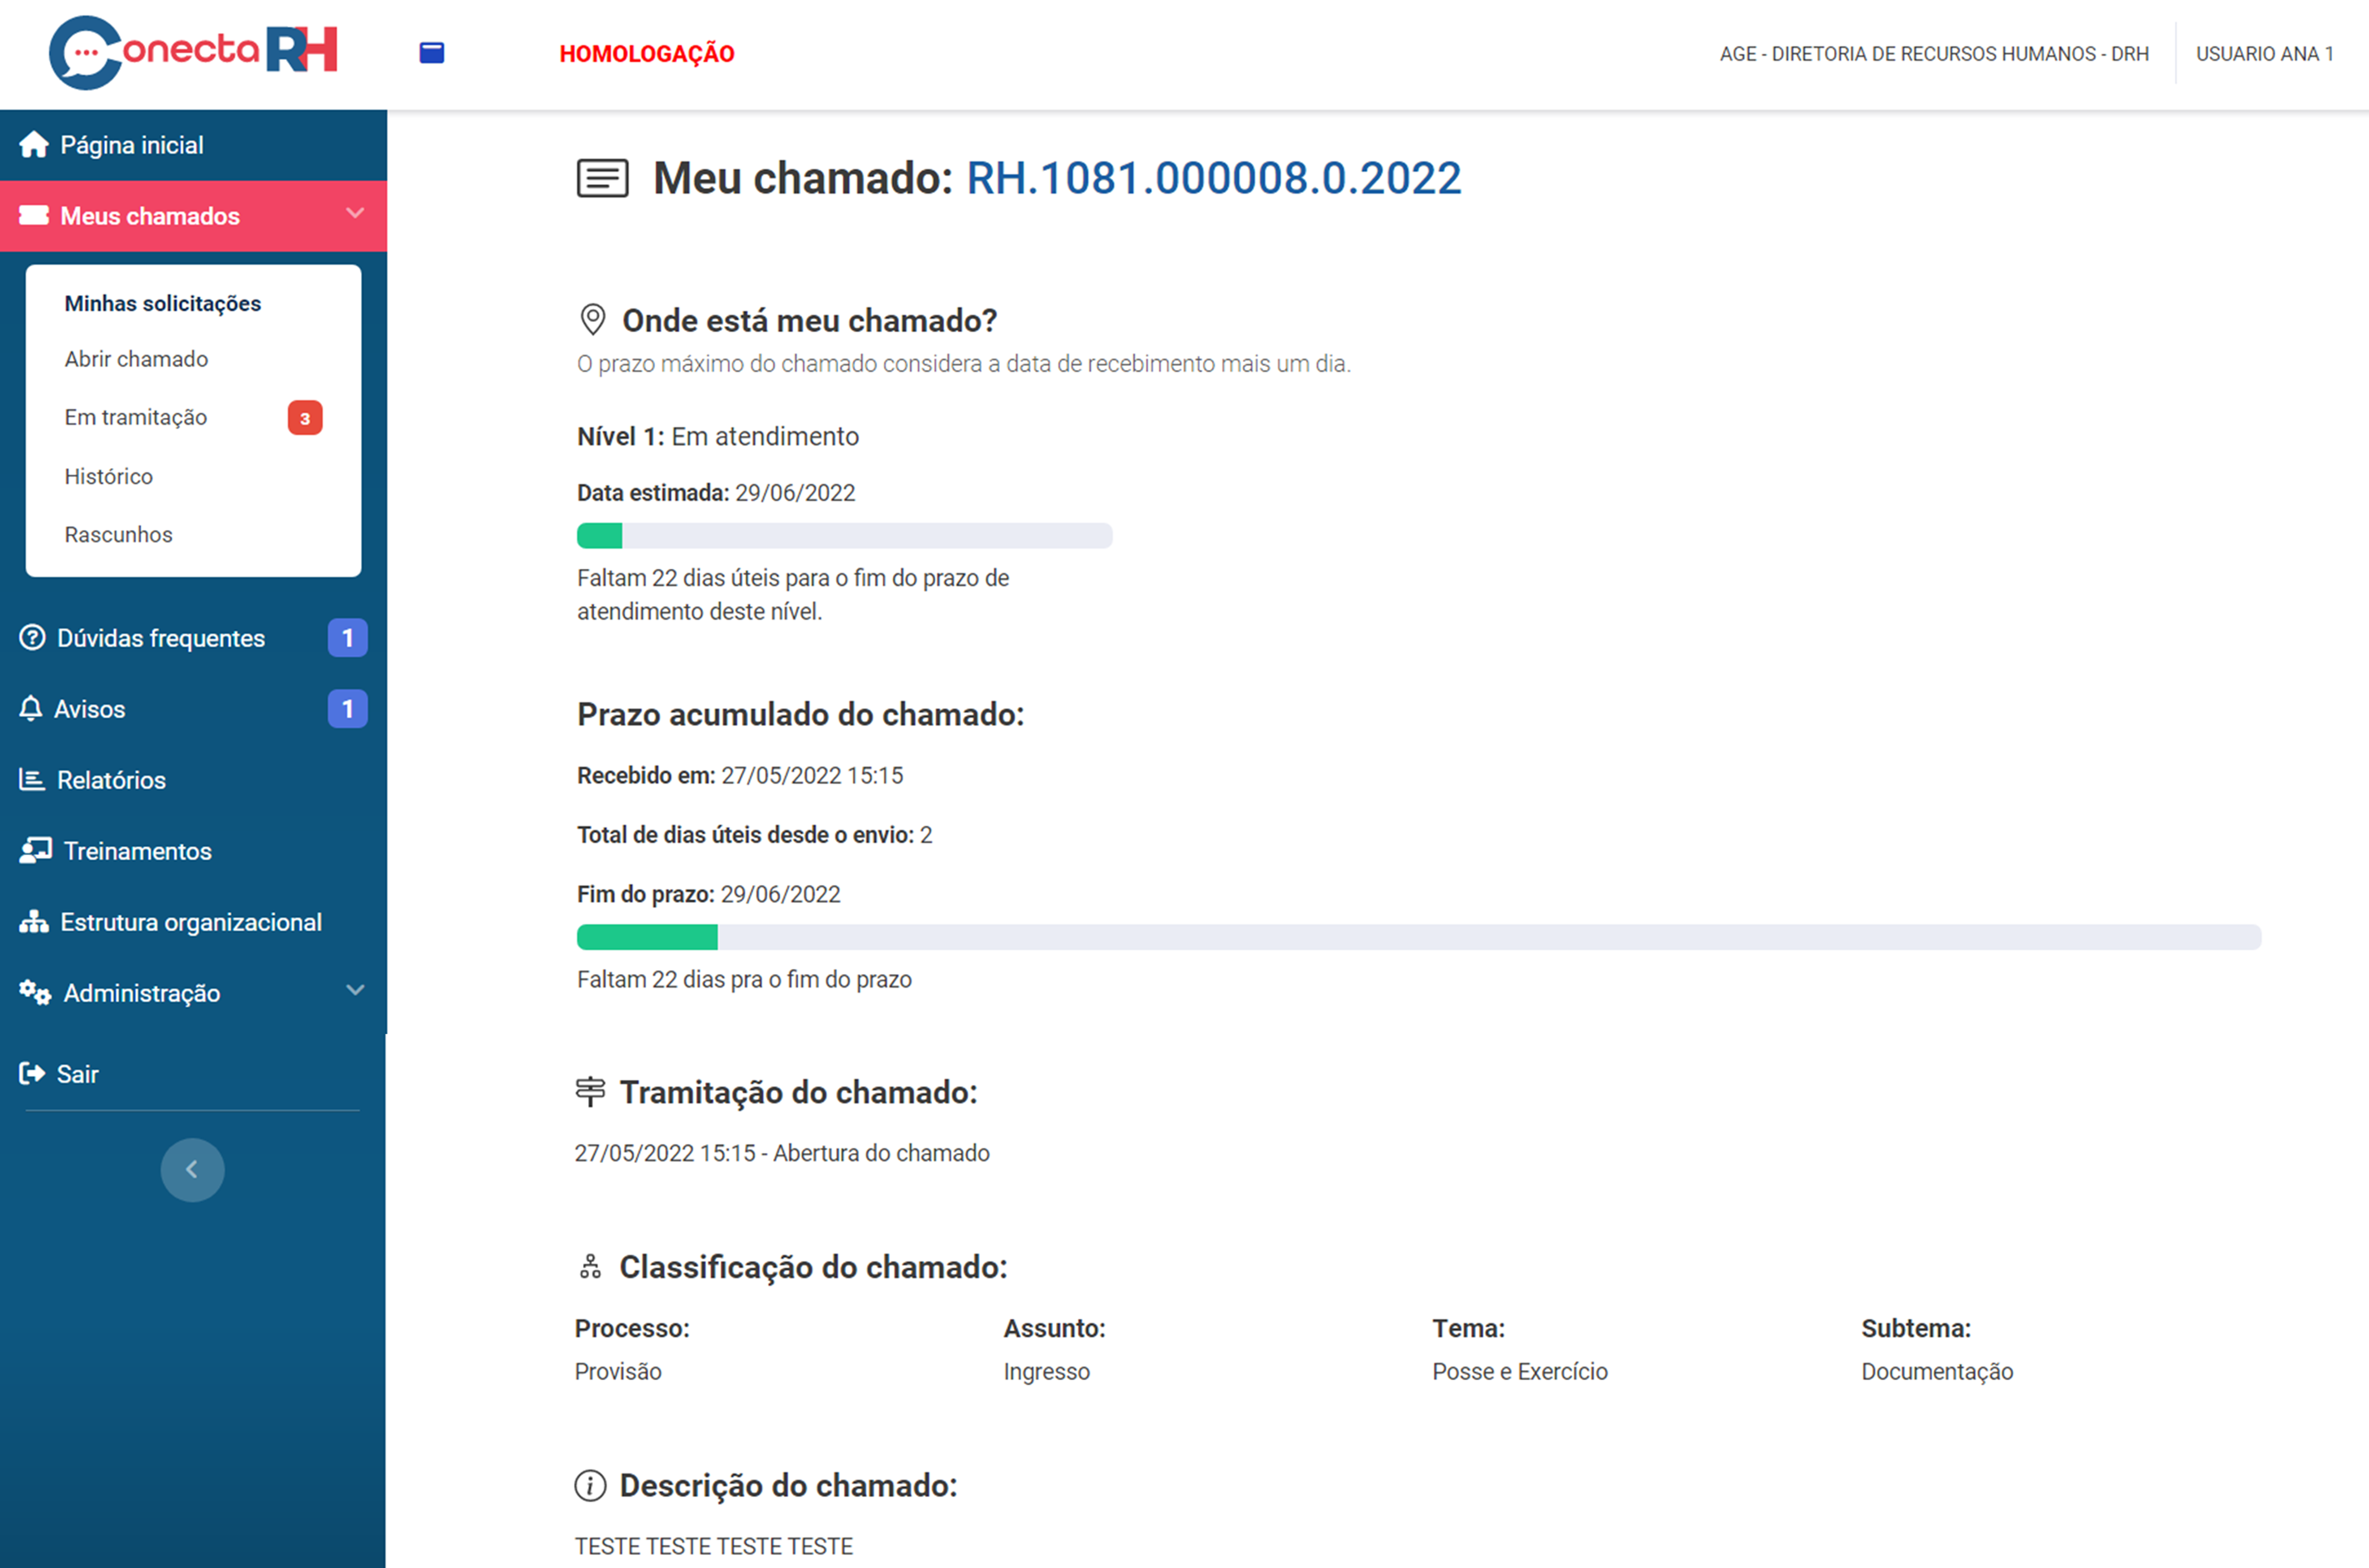 Conecta RH
HOMOLOGAÇÃO
AGE - DIRETORIA DE RECURSOS HUMANOS - DRH
USUARIO ANA 1
Página inicial
Meus chamados
Minhas solicitações
Abrir chamado
Em tramitação 3
Histórico
Rascunhos
Dúvidas frequentes 1
Avisos 1
Relatórios
Treinamentos
Estrutura organizacional
Administração
Sair
Meu chamado: RH.1081.000008.0.2022
Onde está meu chamado?
O prazo máximo do chamado considera a data de recebimento mais um dia.
Nível 1: Em atendimento
Data estimada: 29/06/2022
Faltam 22 dias úteis para o fim do prazo de
atendimento deste nível.
Prazo acumulado do chamado:
Recebido em: 27/05/2022 15:15
Total de dias úteis desde o envio: 2
Fim do prazo: 29/06/2022
Faltam 22 dias pra o fim do prazo
Tramitação do chamado:
27/05/2022 15:15 - Abertura do chamado
Classificação do chamado:
Processo: Assunto: Tema: Subtema:
Provisão Ingresso Posse e Exercício Documentação
Descrição do chamado:
TESTE TESTE TESTE TESTE